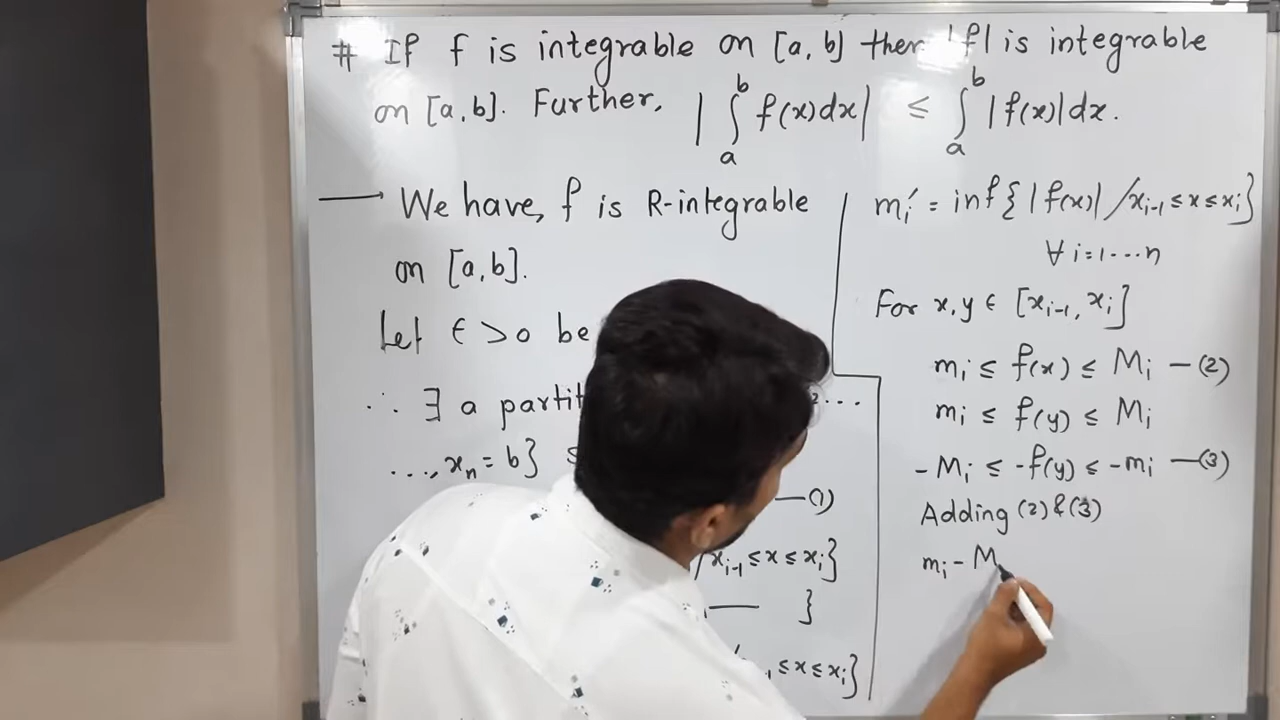 # If f is integrable on [a, b] then |f| is integrable
on [a, b]. Further, | ∫_a^b f(x)dx | ≤ ∫_a^b |f(x)|dx.
⟶ We have, f is R-integrable
on [a, b].
Let ϵ > 0 be
∴ ∃ a partit ...
..., xₙ = b}
—(1)
/xᵢ₋₁ ≤ x ≤ xᵢ}
—— }
₁ ≤ x ≤ xᵢ}
mᵢ′ = inf{ |f(x)| /xᵢ₋₁ ≤ x ≤ xᵢ}
∀ i=1···n
For x, y ϵ [xᵢ₋₁, xᵢ]
mᵢ ≤ f(x) ≤ Mᵢ —(2)
mᵢ ≤ f(y) ≤ Mᵢ
-Mᵢ ≤ -f(y) ≤ -mᵢ —(3)
Adding (2)&(3)
mᵢ - M